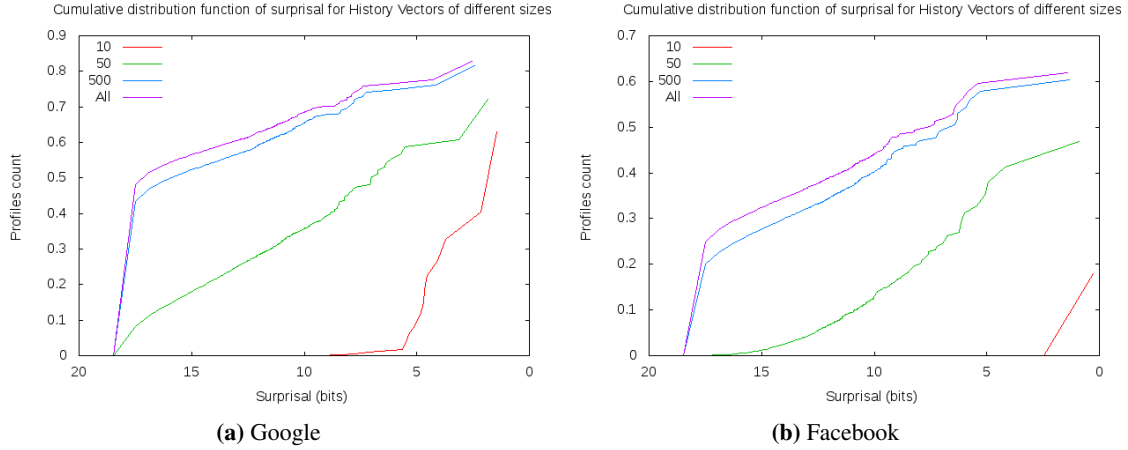 Cumulative distribution function of surprisal for History Vectors of different sizes
0.9
0.8
0.7
0.6
0.5
0.4
0.3
0.2
0.1
0
Profiles count
10
50
500
All
20 15 10 5 0
Surprisal (bits)
(a) Google
Cumulative distribution function of surprisal for History Vectors of different sizes
0.7
0.6
0.5
0.4
0.3
0.2
0.1
0
Profiles count
10
50
500
All
20 15 10 5 0
Surprisal (bits)
(b) Facebook